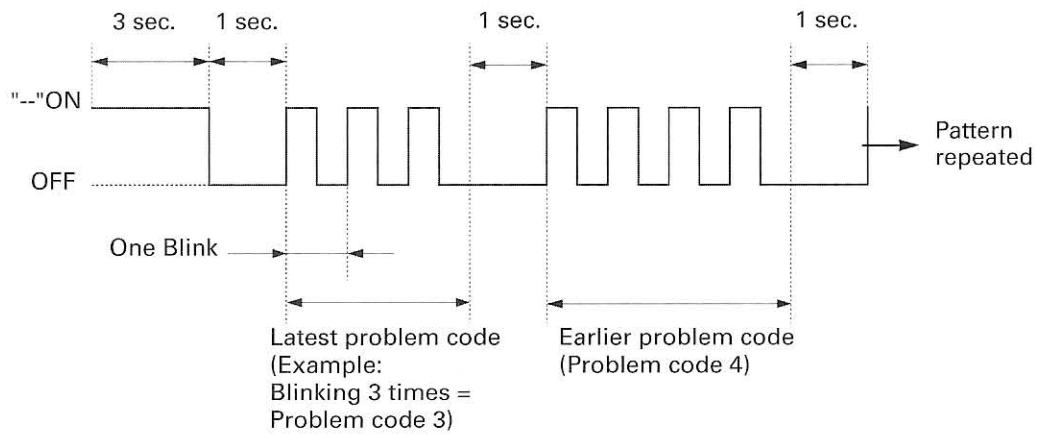 3 sec.
1 sec.
1 sec.
1 sec.
"--"ON
OFF
Pattern
repeated
One Blink
Latest problem code
(Example:
Blinking 3 times =
Problem code 3)
Earlier problem code
(Problem code 4)